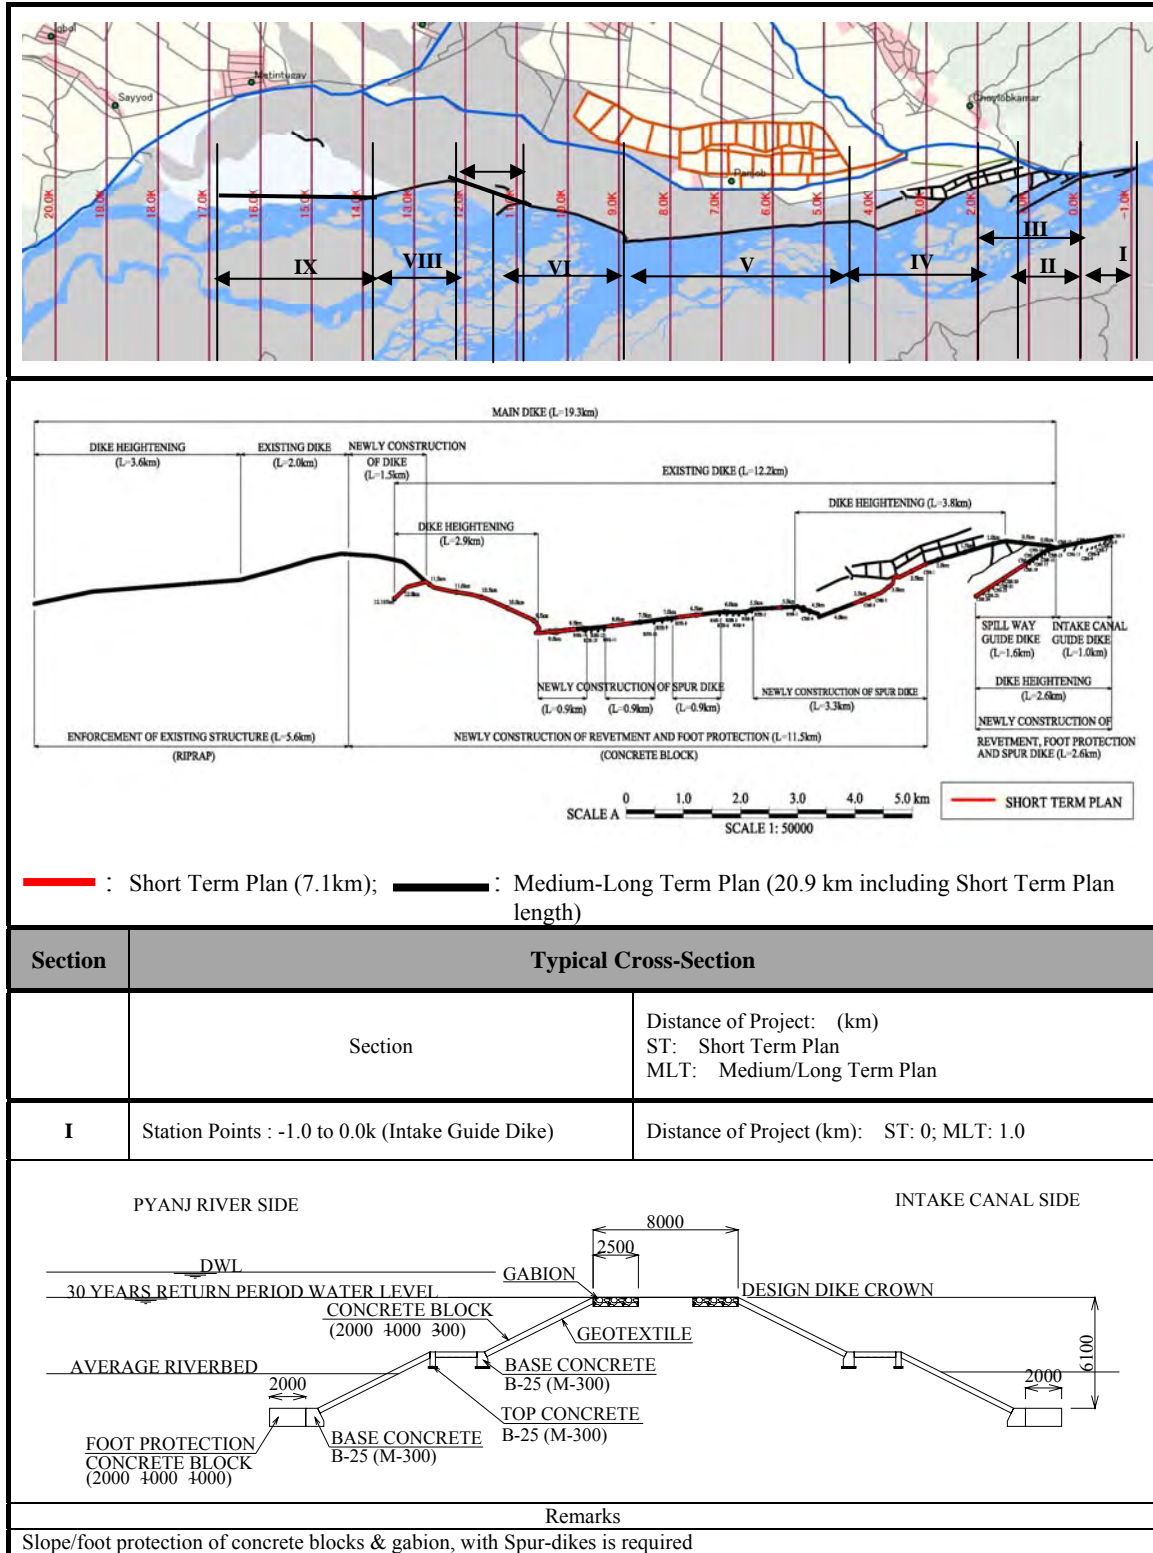 Iqbol
Sayyod
Metintugay
Panjob
Choylobkamar
20.0K
19.0K
18.0K
17.0K
16.0K
15.0K
14.0K
13.0K
12.0K
11.0K
10.0K
9.0K
8.0K
7.0K
6.0K
5.0K
4.0K
3.0K
2.0K
0.0K
-1.0K
IX
VIII
VI
V
IV
III
II
I
MAIN DIKE (L=19.3km)
DIKE HEIGHTENING
(L=3.6km)
EXISTING DIKE
(L=2.0km)
NEWLY CONSTRUCTION
OF DIKE
(L=1.5km)
EXISTING DIKE (L=12.2km)
DIKE HEIGHTENING (L=3.8km)
DIKE HEIGHTENING
(L=2.9km)
SPILL WAY
GUIDE DIKE
(L=1.6km)
INTAKE CANAL
GUIDE DIKE
(L=1.0km)
DIKE HEIGHTENING
(L=2.6km)
NEWLY CONSTRUCTION OF SPUR DIKE
(L=0.9km)
(L=0.9km)
(L=0.9km)
NEWLY CONSTRUCTION OF SPUR DIKE
(L=3.3km)
NEWLY CONSTRUCTION OF
REVETMENT, FOOT PROTECTION
AND SPUR DIKE (L=2.6km)
ENFORCEMENT OF EXISTING STRUCTURE (L=5.6km)
(RIPRAP)
NEWLY CONSTRUCTION OF REVETMENT AND FOOT PROTECTION (L=11.5km)
(CONCRETE BLOCK)
SCALE A 0 1.0 2.0 3.0 4.0 5.0 km
SCALE 1: 50000
SHORT TERM PLAN
: Short Term Plan (7.1km); : Medium-Long Term Plan (20.9 km including Short Term Plan
length)
Section Typical Cross-Section
Section
Distance of Project: (km)
ST: Short Term Plan
MLT: Medium/Long Term Plan
I Station Points : -1.0 to 0.0k (Intake Guide Dike) Distance of Project (km): ST: 0; MLT: 1.0
PYANJ RIVER SIDE
INTAKE CANAL SIDE
8000
2500
DWL
GABION
30 YEARS RETURN PERIOD WATER LEVEL
DESIGN DIKE CROWN
CONCRETE BLOCK
(2000 1000 300)
GEOTEXTILE
6100
AVERAGE RIVERBED
BASE CONCRETE
B-25 (M-300)
2000
2000
TOP CONCRETE
B-25 (M-300)
FOOT PROTECTION
CONCRETE BLOCK
(2000 1000 1000)
BASE CONCRETE
B-25 (M-300)
Remarks
Slope/foot protection of concrete blocks & gabion, with Spur-dikes is required